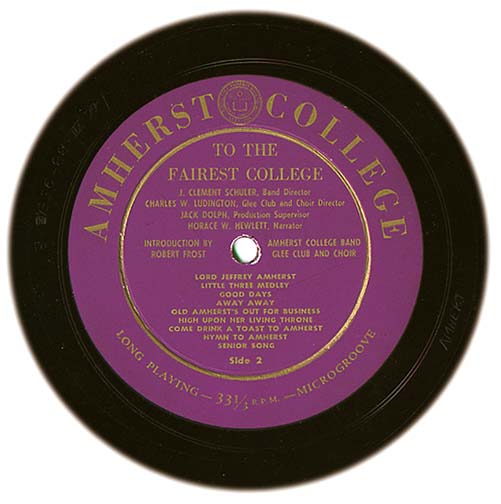 AMHERST COLLEGE
TO THE
FAIREST COLLEGE
J. CLEMENT SCHULER, Band Director
CHARLES W. LUDINGTON, Glee Club and Choir Director
JACK DOLPH, Production Supervisor
HORACE W. HEWLETT, Narrator
INTRODUCTION BY
ROBERT FROST
AMHERST COLLEGE BAND
GLEE CLUB AND CHOIR
LORD JEFFREY AMHERST
LITTLE THREE MEDLEY
GOOD DAYS
AWAY AWAY
OLD AMHERST'S OUT FOR BUSINESS
HIGH UPON HER LIVING THRONE
COME DRINK A TOAST TO AMHERST
HYMN TO AMHERST
SENIOR SONG
Side 2
LONG PLAYING — 33⅓ R.P.M. — MICROGROOVE